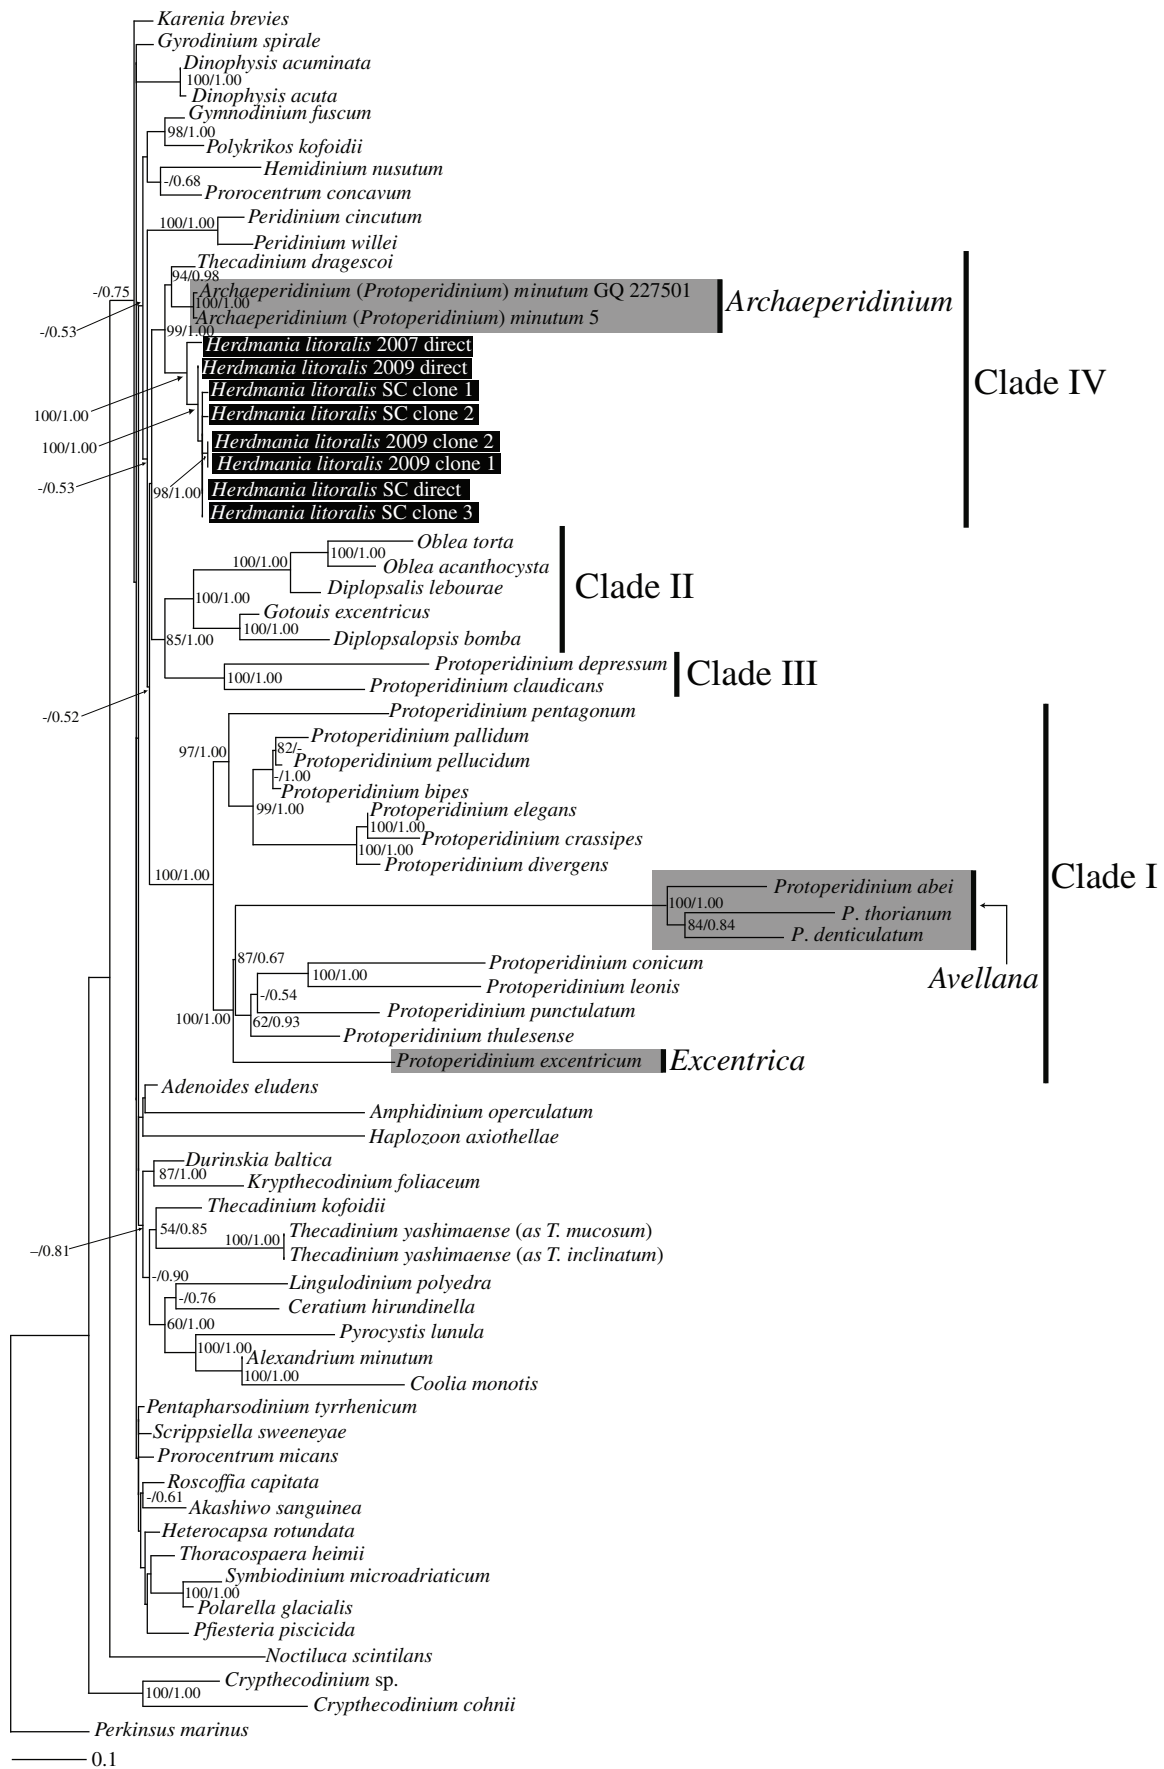 Karenia brevies
Gyrodinium spirale
Dinophysis acuminata
100/1.00
Dinophysis acuta
Gymnodinium fuscum
98/1.00
Polykrikos kofoidii
Hemidinium nusutum
-/0.68
Prorocentrum concavum
Peridinium cincutum
100/1.00
Peridinium willei
Thecadinium dragescoi
94/0.98
-/0.75
Archaeperidinium (Protoperidinium) minutum GQ 227501
100/1.00
Archaeperidinium
Archaeperidinium (Protoperidinium) minutum 5
-/0.53
99/1.00
Herdmania litoralis 2007 direct
Herdmania litoralis 2009 direct
Clade IV
Herdmania litoralis SC clone 1
100/1.00
Herdmania litoralis SC clone 2
Herdmania litoralis 2009 clone 2
100/1.00
Herdmania litoralis 2009 clone 1
-/0.53
98/1.00
Herdmania litoralis SC direct
Herdmania litoralis SC clone 3
Oblea torta
100/1.00
100/1.00
Oblea acanthocysta
Diplopsalis lebourae
Clade II
100/1.00
Gotouis excentricus
100/1.00
85/1.00
Diplopsalopsis bomba
Protoperidinium depressum
100/1.00
Clade III
Protoperidinium claudicans
-/0.52
Protoperidinium pentagonum
Protoperidinium pallidum
97/1.00
82/-
Protoperidinium pellucidum
-/1.00
Protoperidinium bipes
99/1.00
Protoperidinium elegans
100/1.00
Protoperidinium crassipes
100/1.00
Protoperidinium divergens
100/1.00
Clade I
Protoperidinium abei
100/1.00
P. thorianum
84/0.84
P. denticulatum
87/0.67
Protoperidinium conicum
100/1.00
Avellana
Protoperidinium leonis
-/0.54
Protoperidinium punctulatum
100/1.00
62/0.93
Protoperidinium thulesense
Protoperidinium excentricum
Excentrica
Adenoides eludens
Amphidinium operculatum
Haplozoon axiothellae
Durinskia baltica
87/1.00
Krypthecodinium foliaceum
Thecadinium kofoidii
54/0.85
Thecadinium yashimaense (as T. mucosum)
100/1.00
–/0.81
Thecadinium yashimaense (as T. inclinatum)
-/0.90
Lingulodinium polyedra
-/0.76
Ceratium hirundinella
60/1.00
Pyrocystis lunula
100/1.00
Alexandrium minutum
100/1.00
Coolia monotis
Pentapharsodinium tyrrhenicum
Scrippsiella sweeneyae
Prorocentrum micans
Roscoffia capitata
-/0.61
Akashiwo sanguinea
Heterocapsa rotundata
Thoracospaera heimii
Symbiodinium microadriaticum
100/1.00
Polarella glacialis
Pfiesteria piscicida
Noctiluca scintilans
Crypthecodinium sp.
100/1.00
Crypthecodinium cohnii
Perkinsus marinus
0.1